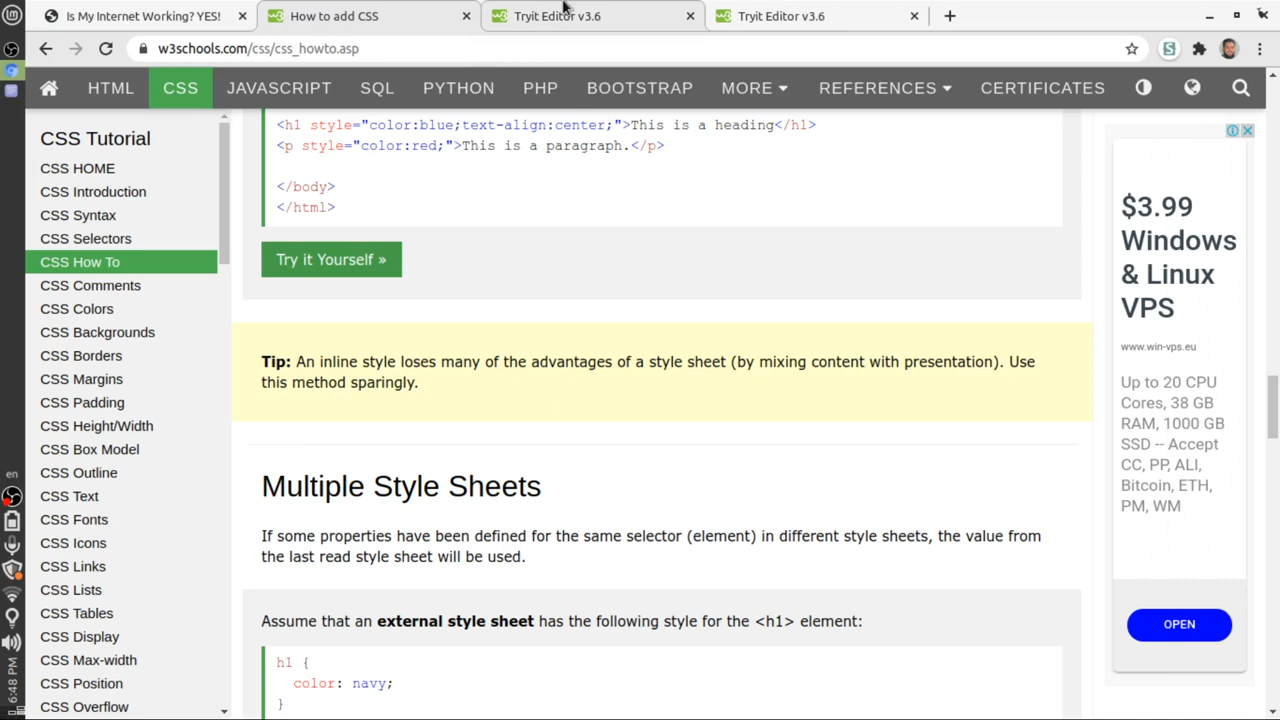 Is My Internet Working? YES!
How to add CSS
Tryit Editor v3.6
Tryit Editor v3.6
w3schools.com/css/css_howto.asp
HTML CSS JAVASCRIPT SQL PYTHON PHP BOOTSTRAP MORE REFERENCES CERTIFICATES
CSS Tutorial
CSS HOME
CSS Introduction
CSS Syntax
CSS Selectors
CSS How To
CSS Comments
CSS Colors
CSS Backgrounds
CSS Borders
CSS Margins
CSS Padding
CSS Height/Width
CSS Box Model
CSS Outline
CSS Text
CSS Fonts
CSS Icons
CSS Links
CSS Lists
CSS Tables
CSS Display
CSS Max-width
CSS Position
CSS Overflow
<h1 style="color:blue;text-align:center;">This is a heading</h1>
<p style="color:red;">This is a paragraph.</p>
</body>
</html>
Try it Yourself »
Tip: An inline style loses many of the advantages of a style sheet (by mixing content with presentation). Use
this method sparingly.
Multiple Style Sheets
If some properties have been defined for the same selector (element) in different style sheets, the value from
the last read style sheet will be used.
Assume that an external style sheet has the following style for the <h1> element:
h1 {
color: navy;
}
$3.99
Windows
& Linux
VPS
www.win-vps.eu
Up to 20 CPU
Cores, 38 GB
RAM, 1000 GB
SSD -- Accept
CC, PP, ALI,
Bitcoin, ETH,
PM, WM
OPEN
en
6:48 PM